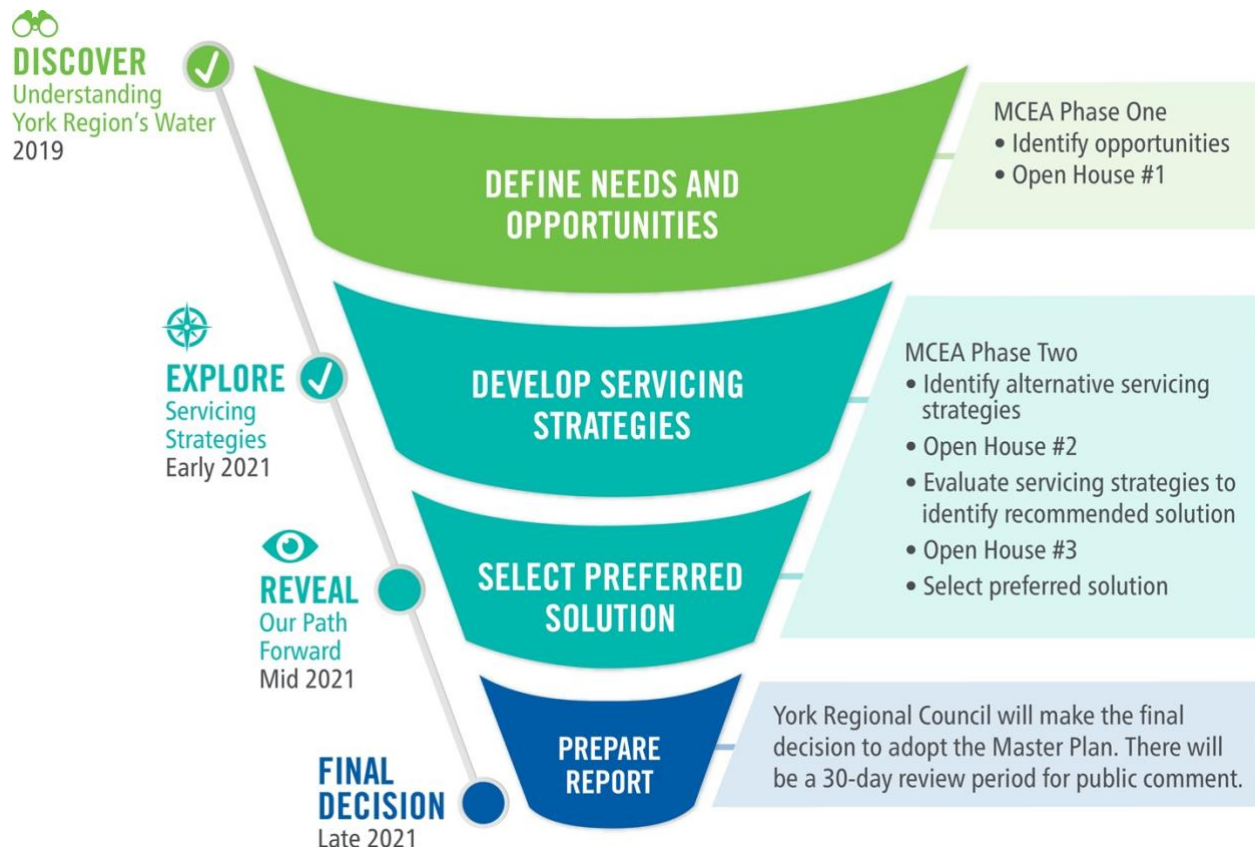 DISCOVER
Understanding
York Region's Water
2019
DEFINE NEEDS AND
OPPORTUNITIES
MCEA Phase One
• Identify opportunities
• Open House #1
EXPLORE
Servicing
Strategies
Early 2021
DEVELOP SERVICING
STRATEGIES
MCEA Phase Two
• Identify alternative servicing
strategies
• Open House #2
• Evaluate servicing strategies to
identify recommended solution
• Open House #3
• Select preferred solution
REVEAL
Our Path
Forward
Mid 2021
SELECT PREFERRED
SOLUTION
FINAL
DECISION
Late 2021
PREPARE
REPORT
York Regional Council will make the final
decision to adopt the Master Plan. There will
be a 30-day review period for public comment.